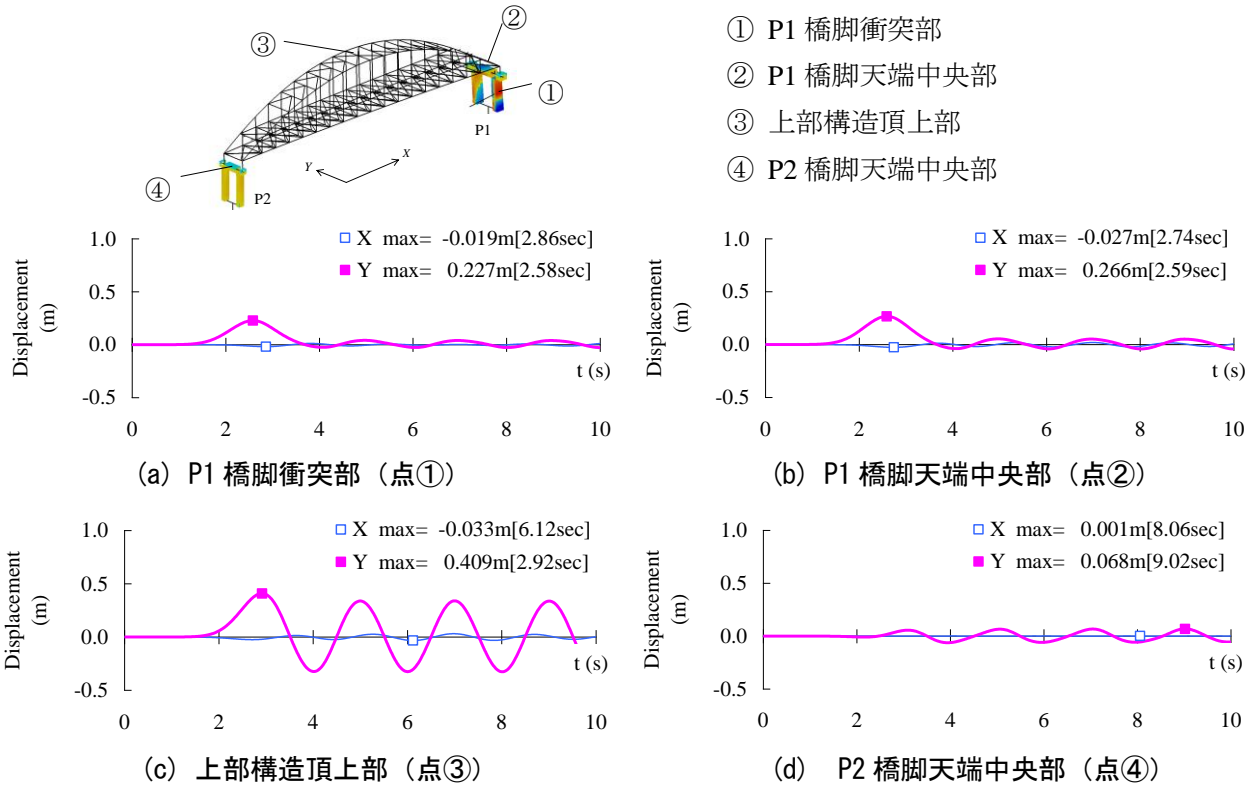 ②
③
①
P1
X
Y
④
P2
① P1 橋脚衝突部
② P1 橋脚天端中央部
③ 上部構造頂上部
④ P2 橋脚天端中央部
Displacement
(m)
1.0
0.5
0.0
-0.5
X max= -0.019m[2.86sec]
Y max= 0.227m[2.58sec]
t (s)
0 2 4 6 8 10
(a) P1 橋脚衝突部（点①）
Displacement
(m)
1.0
0.5
0.0
-0.5
X max= -0.027m[2.74sec]
Y max= 0.266m[2.59sec]
t (s)
0 2 4 6 8 10
(b) P1 橋脚天端中央部（点②）
Displacement
(m)
1.0
0.5
0.0
-0.5
X max= -0.033m[6.12sec]
Y max= 0.409m[2.92sec]
t (s)
0 2 4 6 8 10
(c) 上部構造頂上部（点③）
Displacement
(m)
1.0
0.5
0.0
-0.5
X max= 0.001m[8.06sec]
Y max= 0.068m[9.02sec]
t (s)
0 2 4 6 8 10
(d) P2 橋脚天端中央部（点④）